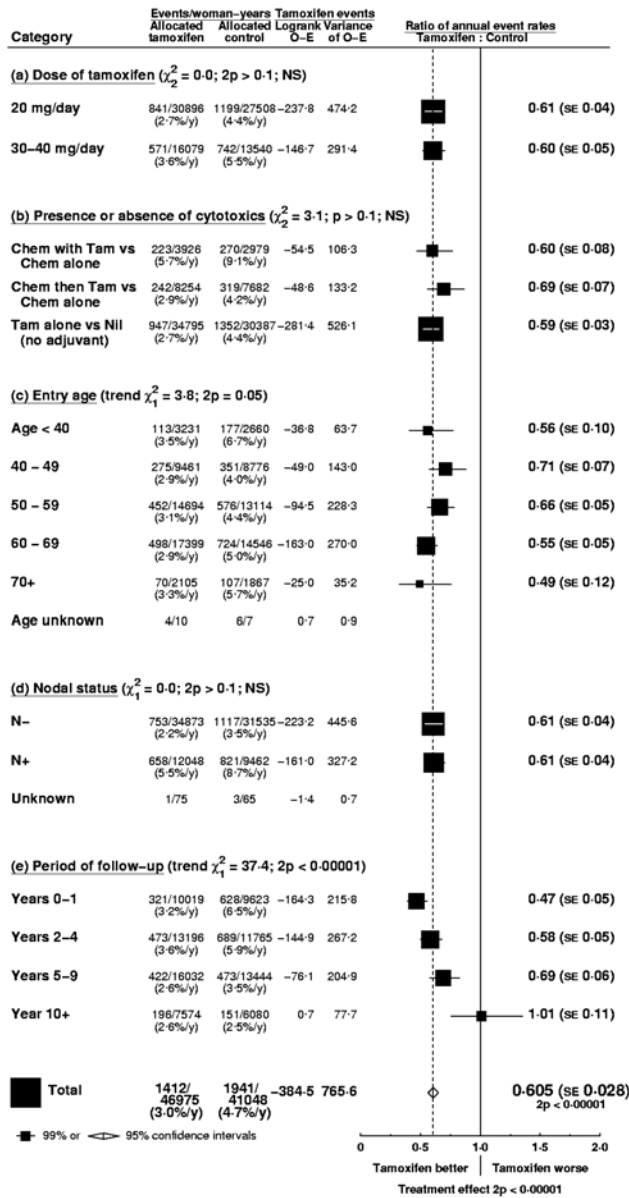 Events/woman-years Tamoxifen events
Allocated Allocated Logrank Variance Ratio of annual event rates
Category tamoxifen control O-E of O-E Tamoxifen : Control
(a) Dose of tamoxifen (χ²₂ = 0·0; 2p > 0·1; NS)
20 mg/day 841/30896 1199/27508 −237·8 474·2 0·61 (SE 0·04)
(2·7%/y) (4·4%/y)
30−40 mg/day 571/16079 742/13540 −146·7 291·4 0·60 (SE 0·05)
(3·6%/y) (5·5%/y)
(b) Presence or absence of cytotoxics (χ²₂ = 3·1; p > 0·1; NS)
Chem with Tam vs 223/3926 270/2979 −54·5 106·3 0·60 (SE 0·08)
Chem alone (5·7%/y) (9·1%/y)
Chem then Tam vs 242/8254 319/7682 −48·6 133·2 0·69 (SE 0·07)
Chem alone (2·9%/y) (4·2%/y)
Tam alone vs Nil 947/34795 1352/30387 −281·4 526·1 0·59 (SE 0·03)
(no adjuvant) (2·7%/y) (4·4%/y)
(c) Entry age (trend χ²₁ = 3·8; 2p = 0·05)
Age < 40 113/3231 177/2660 −36·8 63·7 0·56 (SE 0·10)
(3·5%/y) (6·7%/y)
40 − 49 275/9461 351/8776 −49·0 143·0 0·71 (SE 0·07)
(2·9%/y) (4·0%/y)
50 − 59 452/14694 576/13114 −94·5 228·3 0·66 (SE 0·05)
(3·1%/y) (4·4%/y)
60 − 69 498/17399 724/14546 −163·0 270·0 0·55 (SE 0·05)
(2·9%/y) (5·0%/y)
70+ 70/2105 107/1867 −25·0 35·2 0·49 (SE 0·12)
(3·3%/y) (5·7%/y)
Age unknown 4/10 6/7 0·7 0·9
(d) Nodal status (χ²₁ = 0·0; 2p > 0·1; NS)
N− 753/34873 1117/31535 −223·2 445·6 0·61 (SE 0·04)
(2·2%/y) (3·5%/y)
N+ 658/12048 821/9462 −161·0 327·2 0·61 (SE 0·04)
(5·5%/y) (8·7%/y)
Unknown 1/75 3/65 −1·4 0·7
(e) Period of follow−up (trend χ²₁ = 37·4; 2p < 0·00001)
Years 0−1 321/10019 628/9623 −164·3 215·8 0·47 (SE 0·05)
(3·2%/y) (6·5%/y)
Years 2−4 473/13196 689/11765 −144·9 267·2 0·58 (SE 0·05)
(3·6%/y) (5·9%/y)
Years 5−9 422/16032 473/13444 −76·1 204·9 0·69 (SE 0·06)
(2·6%/y) (3·5%/y)
Year 10+ 196/7574 151/6080 0·7 77·7 1·01 (SE 0·11)
(2·6%/y) (2·5%/y)
Total 1412/ 1941/ −384·5 765·6 0·605 (SE 0·028)
46975 41048 2p < 0·00001
(3·0%/y) (4·7%/y)
99% or 95% confidence intervals
0 0·5 1·0 1·5 2·0
Tamoxifen better Tamoxifen worse
Treatment effect 2p < 0·00001